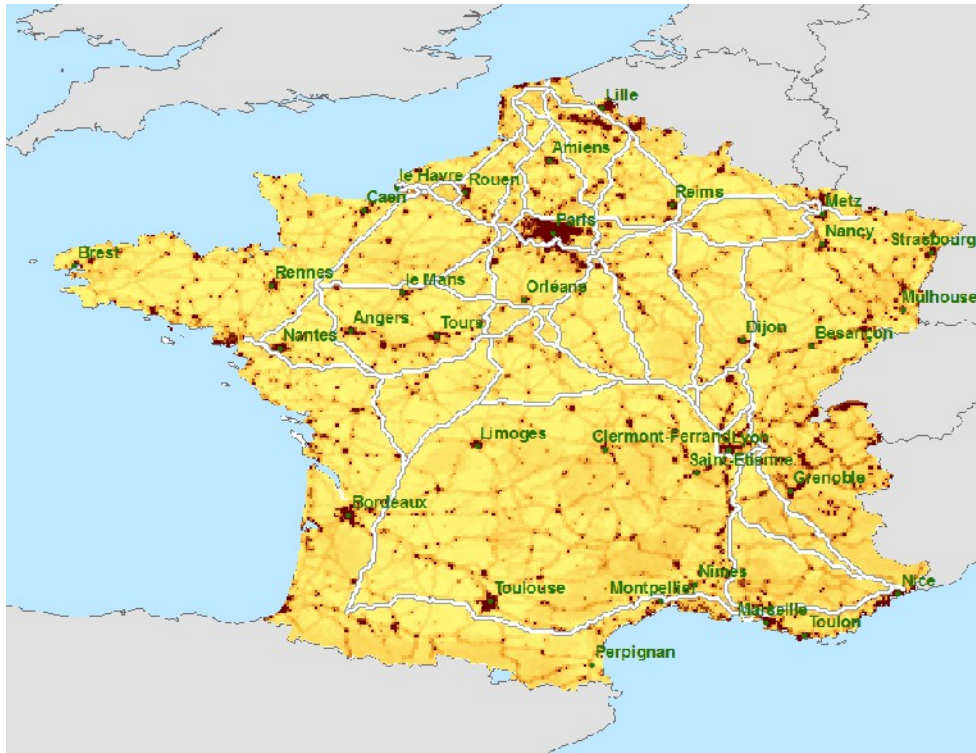 Lille
Amiens
le Havre
Rouen
Caen
Reims
Metz
Paris
Nancy
Strasbourg
Brest
Rennes
le Mans
Orléans
Mulhouse
Angers
Tours
Dijon
Besançon
Nantes
Limoges
Clermont-Ferrand
Lyon
Saint-Etienne
Grenoble
Bordeaux
Nimes
Nice
Toulouse
Montpellier
Marseille
Toulon
Perpignan